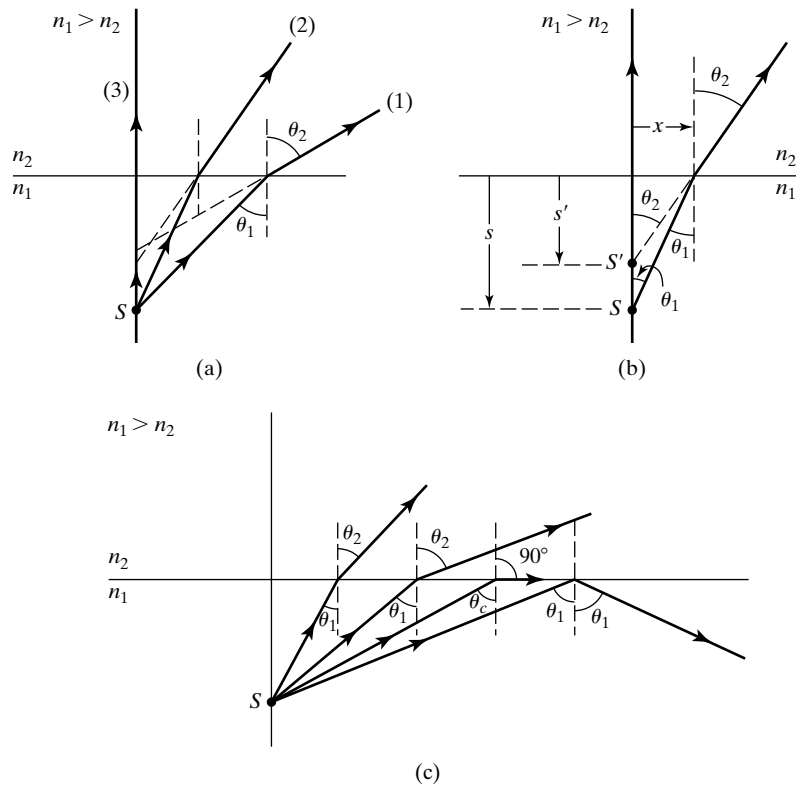 n₁ > n₂
(2)
(3)
(1)
θ₂
n₂
n₁
θ₁
S
(a)
n₁ > n₂
θ₂
x
n₂
n₁
s
s′
θ₂
θ₁
S′
θ₁
S
(b)
n₁ > n₂
θ₂
θ₂
90°
n₂
n₁
θ₁
θ₁
θc
θ₁
θ₁
S
(c)